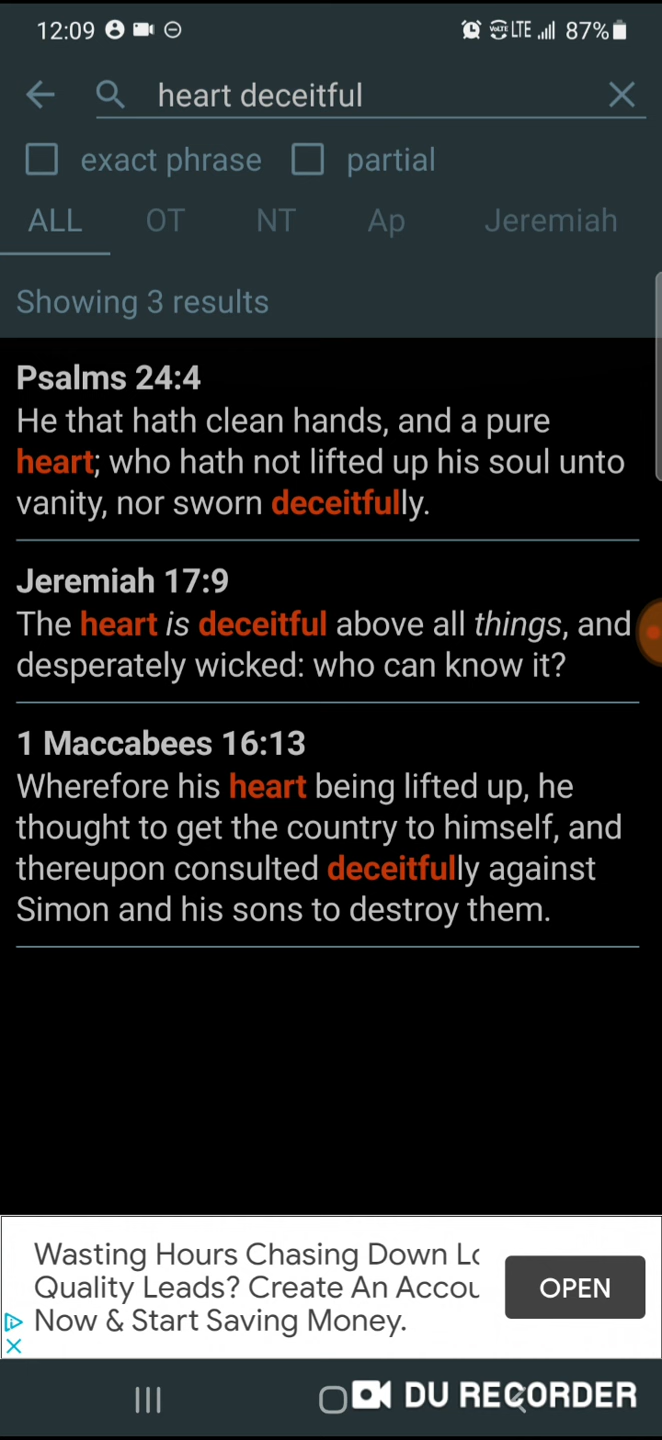 12:09 VoLTE LTE 87%
heart deceitful
exact phrase partial
ALL OT NT Ap Jeremiah
Showing 3 results
Psalms 24:4
He that hath clean hands, and a pure
heart; who hath not lifted up his soul unto
vanity, nor sworn deceitfully.
Jeremiah 17:9
The heart is deceitful above all things, and
desperately wicked: who can know it?
1 Maccabees 16:13
Wherefore his heart being lifted up, he
thought to get the country to himself, and
thereupon consulted deceitfully against
Simon and his sons to destroy them.
Wasting Hours Chasing Down
Quality Leads? Create An
Now & Start Saving Money.
OPEN
DU RECORDER